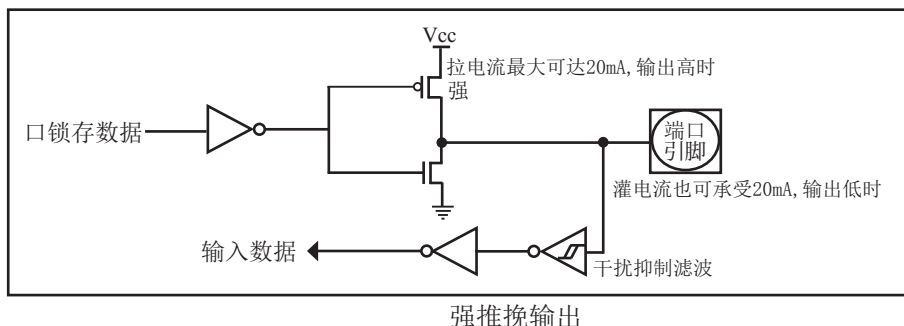 Vcc
拉电流最大可达20mA,输出高时
强
口锁存数据
端口
引脚
灌电流也可承受20mA,输出低时
输入数据
干扰抑制滤波
强推挽输出